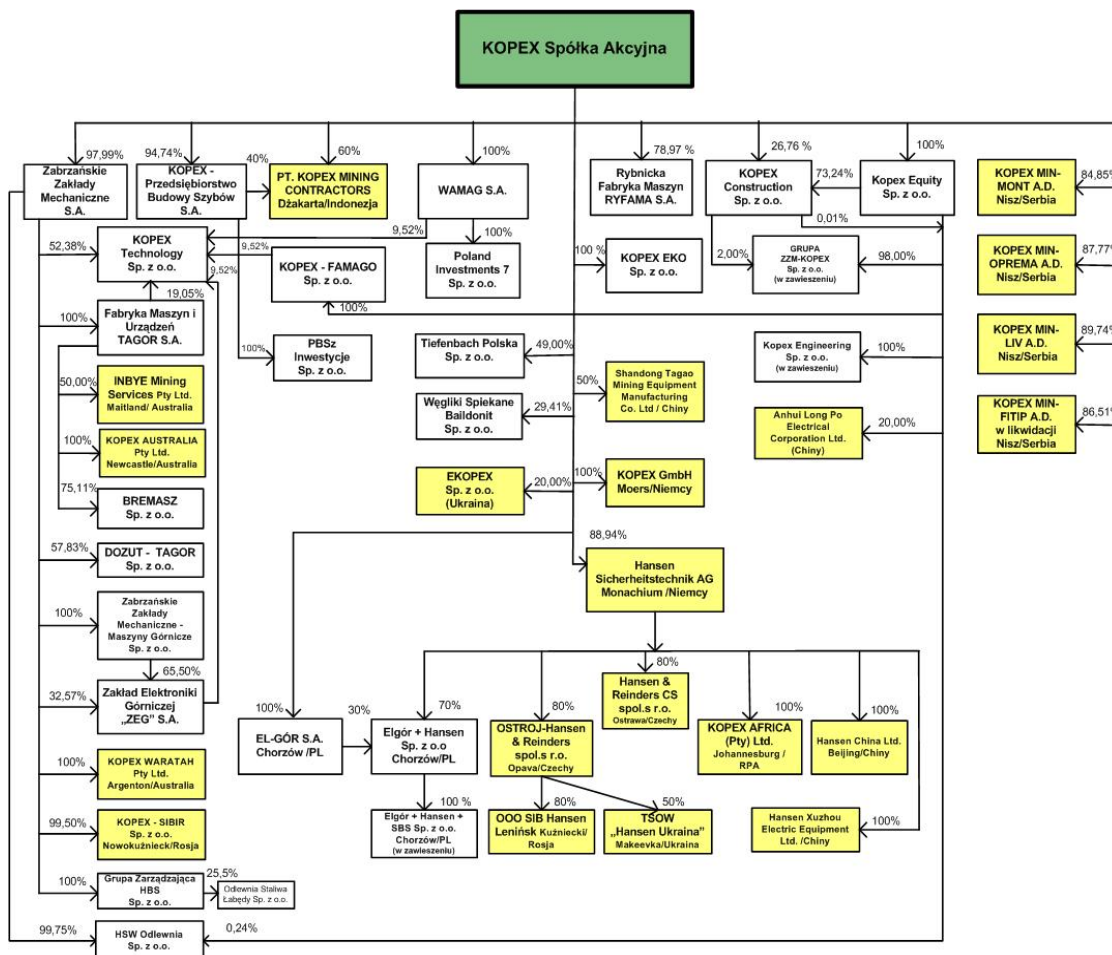 KOPEX Spółka Akcyjna
97,99%
94,74%
40%
60%
100%
78,97 %
26,76 %
100%
Zabrzańskie
Zakłady
Mechaniczne
S.A.
KOPEX -
Przedsiębiorstwo
Budowy Szybów
S.A.
PT. KOPEX MINING
CONTRACTORS
Dżakarta/Indonezja
WAMAG S.A.
Rybnicka
Fabryka Maszyn
RYFAMA S.A.
KOPEX
Construction
Sp. z o.o.
73,24%
Kopex Equity
Sp. z o.o.
KOPEX MIN-
MONT A.D.
Nisz/Serbia
84,85%
0,01%
9,52%
52,38%
KOPEX
Technology
Sp. z o.o.
9,52%
9,52%
KOPEX - FAMAGO
Sp. z o.o.
100%
Poland
Investments 7
Sp. z o.o.
100 %
KOPEX EKO
Sp. z o.o.
2,00%
GRUPA
ZZM-KOPEX
Sp. z o.o.
(w zawieszeniu)
98,00%
KOPEX MIN-
OPREMA A.D.
Nisz/Serbia
87,77%
19,05%
100%
100%
Fabryka Maszyn i
Urządzeń
TAGOR S.A.
100%
PBSz
Inwestycje
Sp. z o.o.
Tiefenbach Polska
Sp. z o.o.
49,00%
Kopex Engineering
Sp. z o.o.
(w zawieszeniu)
100%
KOPEX MIN-
LIV A.D.
Nisz/Serbia
89,74%
50,00%
INBYE Mining
Services Pty Ltd.
Maitland/ Australia
50%
Shandong Tagao
Mining Equipment
Manufacturing
Co. Ltd / Chiny
Węgliki Spiekane
Baildonit
Sp. z o.o.
29,41%
Anhui Long Po
Electrical
Corporation Ltd.
(Chiny)
20,00%
KOPEX MIN-
FITIP A.D.
w likwidacji
Nisz/Serbia
86,51%
100%
KOPEX AUSTRALIA
Pty Ltd.
Newcastle/Australia
75,11%
BREMASZ
Sp. z o.o.
EKOPEX
Sp. z o.o.
(Ukraina)
20,00%
100%
KOPEX GmbH
Moers/Niemcy
57,83%
DOZUT - TAGOR
Sp. z o.o.
88,94%
Hansen
Sicherheitstechnik AG
Monachium /Niemcy
100%
Zabrzańskie
Zakłady
Mechaniczne -
Maszyny Górnicze
Sp. z o.o.
65,50%
32,57%
Zakład Elektroniki
Górniczej
„ZEG” S.A.
100%
EL-GÓR S.A.
Chorzów /PL
30%
70%
Elgór + Hansen
Sp. z o.o
Chorzów/PL
80%
OSTROJ-Hansen
& Reinders
spol.s r.o.
Opava/Czechy
80%
Hansen &
Reinders CS
spol.s r.o.
Ostrawa/Czechy
100%
KOPEX AFRICA
(Pty) Ltd.
Johannesburg /
RPA
100%
Hansen China Ltd.
Beijing/Chiny
100%
KOPEX WARATAH
Pty Ltd.
Argenton/Australia
100 %
Elgór + Hansen +
SBS Sp. z o.o.
Chorzów/PL
(w zawieszeniu)
80%
OOO SIB Hansen
Lenińsk Kuźniecki/
Rosja
50%
TSOW
„Hansen Ukraina”
Makeevka/Ukraina
Hansen Xuzhou
Electric Equipment
Ltd. /Chiny
100%
99,50%
KOPEX - SIBIR
Sp. z o.o.
Nowokuźnieck/Rosja
100%
Grupa Zarządzająca
HBS
Sp. z o.o.
25,5%
Odlewnia Staliwa
Łabędy Sp. z o.o.
99,75%
HSW Odlewnia
Sp. z o.o.
0,24%